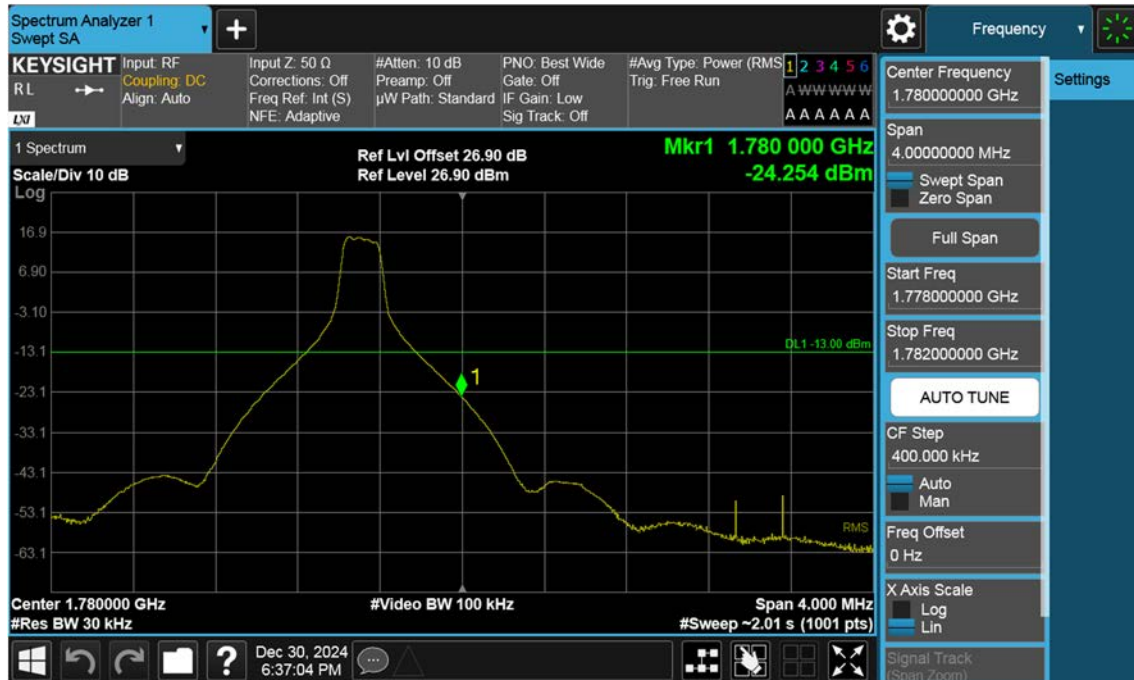 Spectrum Analyzer 1
Swept SA
+
Frequency
KEYSIGHT
RL
LXI
Input: RF
Coupling: DC
Align: Auto
Input Z: 50 Ω
Corrections: Off
Freq Ref: Int (S)
NFE: Adaptive
#Atten: 10 dB
Preamp: Off
µW Path: Standard
PNO: Best Wide
Gate: Off
IF Gain: Low
Sig Track: Off
#Avg Type: Power (RMS
Trig: Free Run
1 2 3 4 5 6
A W W W W W
A A A A A A
1 Spectrum
Scale/Div 10 dB
Ref Lvl Offset 26.90 dB
Ref Level 26.90 dBm
Mkr1 1.780 000 GHz
-24.254 dBm
Log
16.9
6.90
-3.10
-13.1
-23.1
-33.1
-43.1
-53.1
-63.1
DL1 -13.00 dBm
1
RMS
Center 1.780000 GHz
#Video BW 100 kHz
Span 4.000 MHz
#Res BW 30 kHz
#Sweep ~2.01 s (1001 pts)
Center Frequency
1.780000000 GHz
Settings
Span
4.00000000 MHz
Swept Span
Zero Span
Full Span
Start Freq
1.778000000 GHz
Stop Freq
1.782000000 GHz
AUTO TUNE
CF Step
400.000 kHz
Auto
Man
Freq Offset
0 Hz
X Axis Scale
Log
Lin
Signal Track
(Span Zoom)
?
Dec 30, 2024
6:37:04 PM